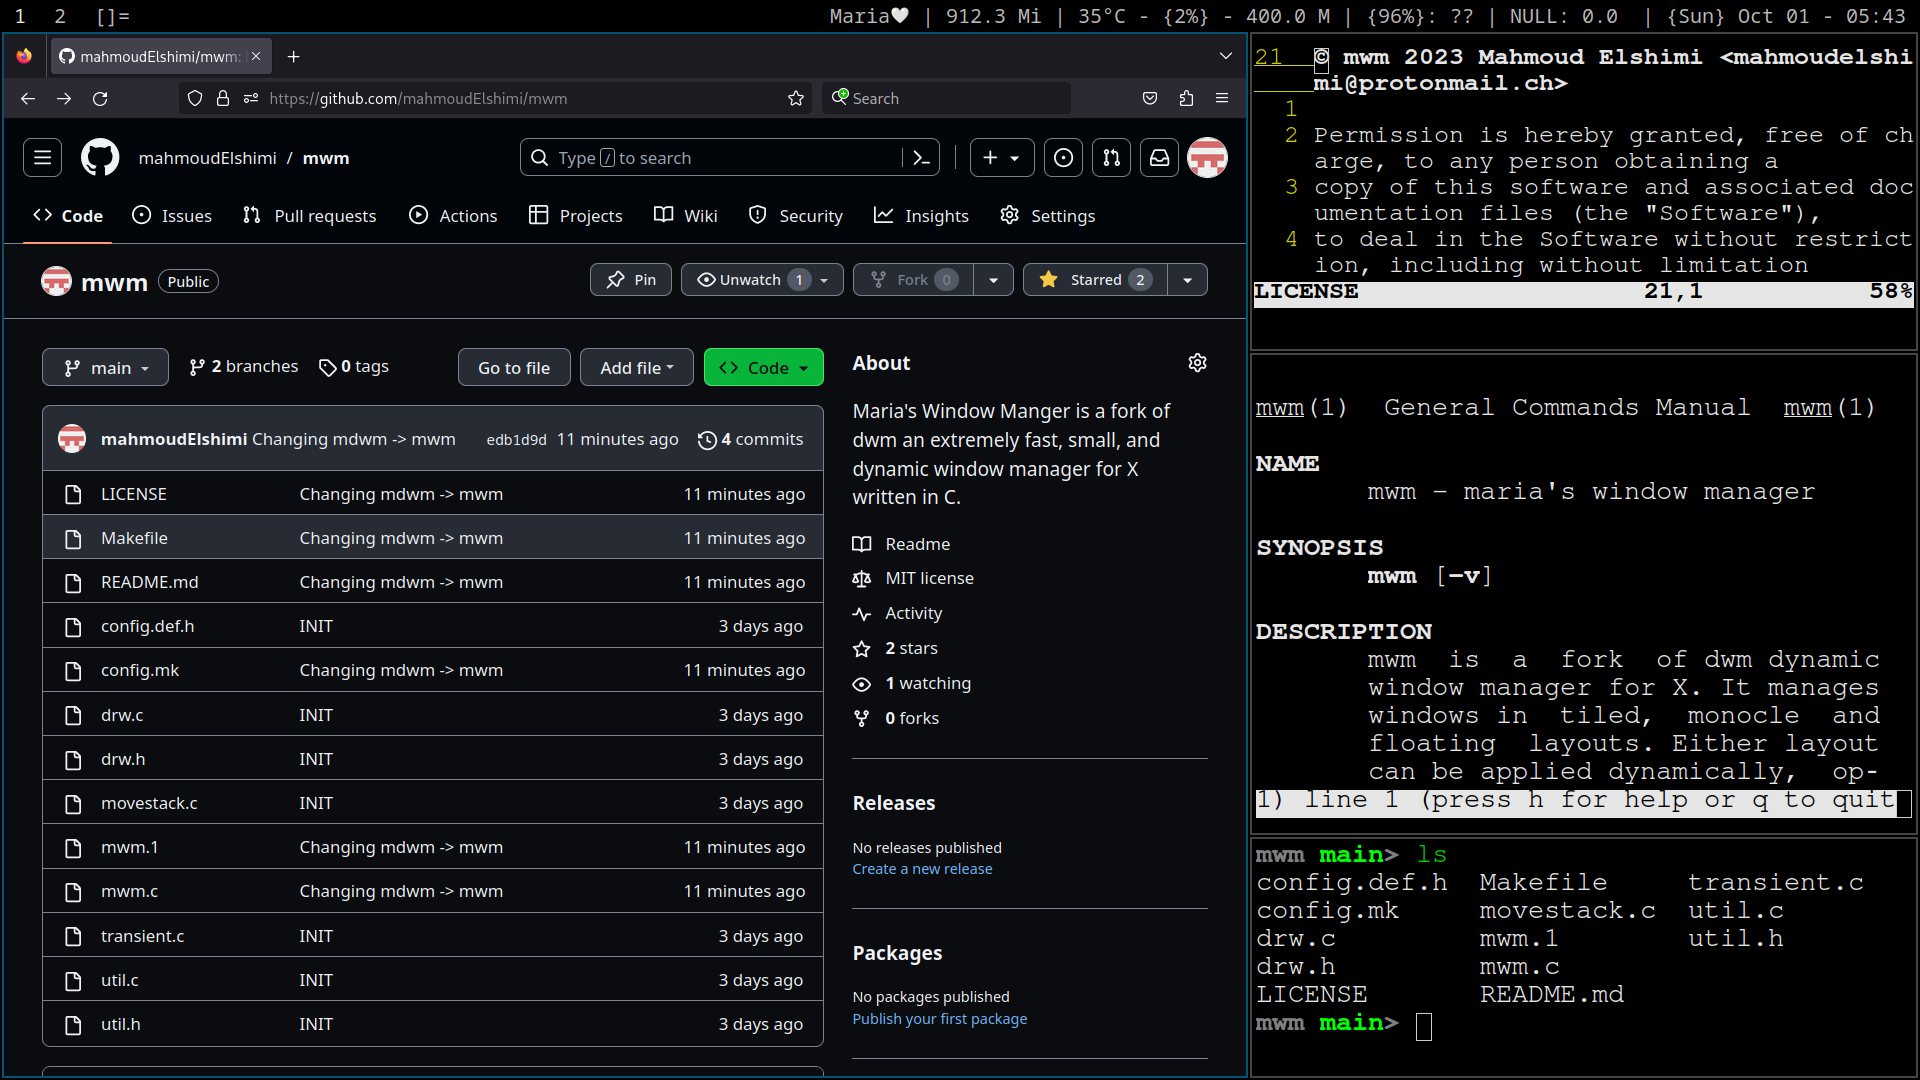 1 2 []= Maria🤍 | 912.3 Mi | 35°C - {2%} - 400.0 M | {96%}: ?? | NULL: 0.0 | {Sun} Oct 01 - 05:43
mahmoudElshimi/mwm:
https://github.com/mahmoudElshimi/mwm
Search
mahmoudElshimi / mwm
Type / to search
Code Issues Pull requests Actions Projects Wiki Security Insights Settings
mwm Public
Pin Unwatch 1 Fork 0 Starred 2
main 2 branches 0 tags Go to file Add file Code
mahmoudElshimi Changing mdwm -> mwm edb1d9d 11 minutes ago 4 commits
LICENSE Changing mdwm -> mwm 11 minutes ago
Makefile Changing mdwm -> mwm 11 minutes ago
README.md Changing mdwm -> mwm 11 minutes ago
config.def.h INIT 3 days ago
config.mk Changing mdwm -> mwm 11 minutes ago
drw.c INIT 3 days ago
drw.h INIT 3 days ago
movestack.c INIT 3 days ago
mwm.1 Changing mdwm -> mwm 11 minutes ago
mwm.c Changing mdwm -> mwm 11 minutes ago
transient.c INIT 3 days ago
util.c INIT 3 days ago
util.h INIT 3 days ago
About
Maria's Window Manger is a fork of
dwm an extremely fast, small, and
dynamic window manager for X
written in C.
Readme
MIT license
Activity
2 stars
1 watching
0 forks
Releases
No releases published
Create a new release
Packages
No packages published
Publish your first package
21 © mwm 2023 Mahmoud Elshimi <mahmoudelshi
mi@protonmail.ch>
1
2 Permission is hereby granted, free of ch
arge, to any person obtaining a
3 copy of this software and associated doc
umentation files (the "Software"),
4 to deal in the Software without restrict
ion, including without limitation
LICENSE 21,1 58%
mwm(1) General Commands Manual mwm(1)
NAME
mwm – maria's window manager
SYNOPSIS
mwm [–v]
DESCRIPTION
mwm is a fork of dwm dynamic
window manager for X. It manages
windows in tiled, monocle and
floating layouts. Either layout
can be applied dynamically, op-
1) line 1 (press h for help or q to quit
mwm main> ls
config.def.h Makefile transient.c
config.mk movestack.c util.c
drw.c mwm.1 util.h
drw.h mwm.c
LICENSE README.md
mwm main>